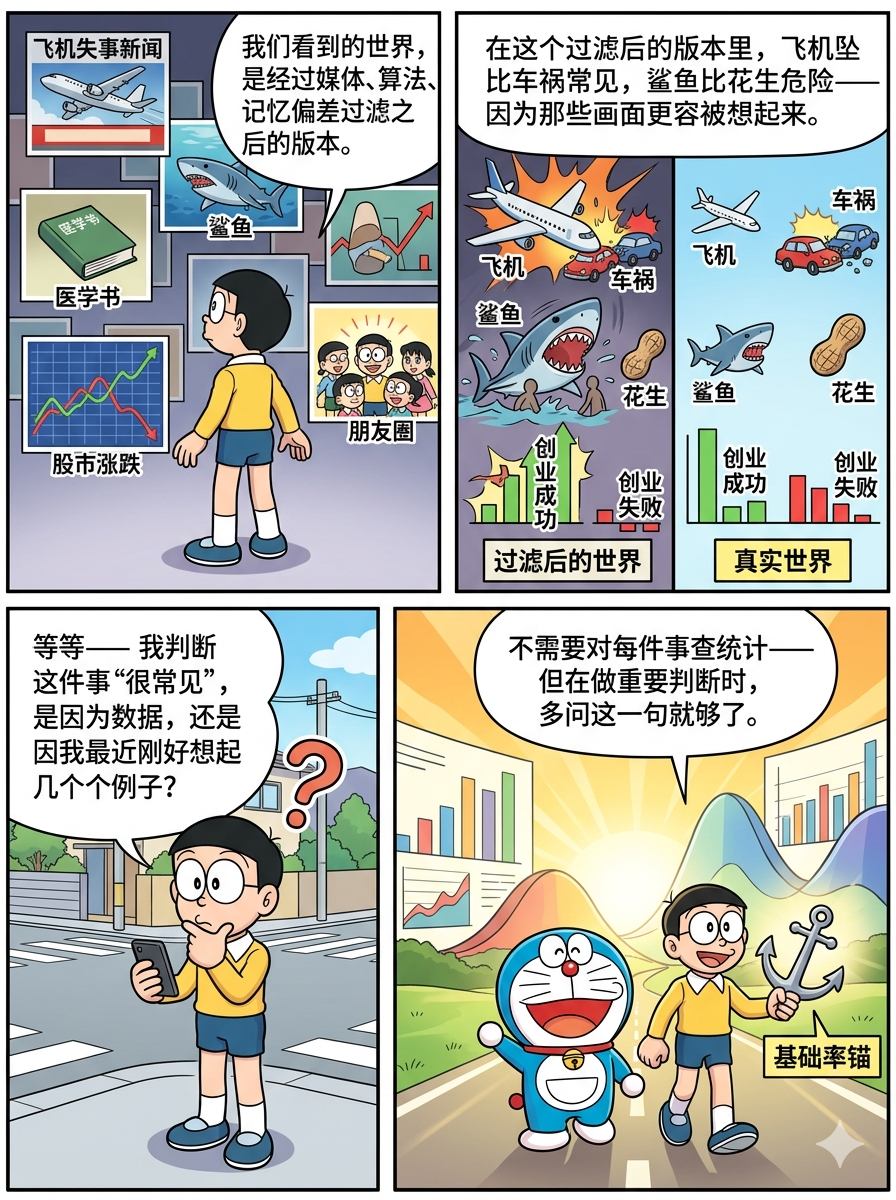 飞机失事新闻
我们看到的世界，
是经过媒体、算法、
记忆偏差过滤之
后的版本。
鲨鱼
医学书
医学书
股市涨跌
朋友圈
在这个过滤后的版本里，飞机坠
比车祸常见，鲨鱼比花生危险——
因为那些画面更容被想起来。
飞机
车祸
鲨鱼
花生
创业成功
创业
失败
过滤后的世界
车祸
飞机
鲨鱼
花生
创业
成功
创业
失败
真实世界
等等—— 我判断
这件事“很常见”，
是因为数据，还是
因我最近刚好想起
几个个例子？
?
不需要对每件事查统计——
但在做重要判断时，
多问这一句就够了。
基础率锚